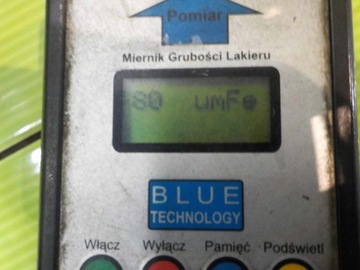 Pomiar
Miernik Grubości Lakieru
80 umFe
BLUE
TECHNOLOGY
Włącz Wyłącz Pamięć Podświetl